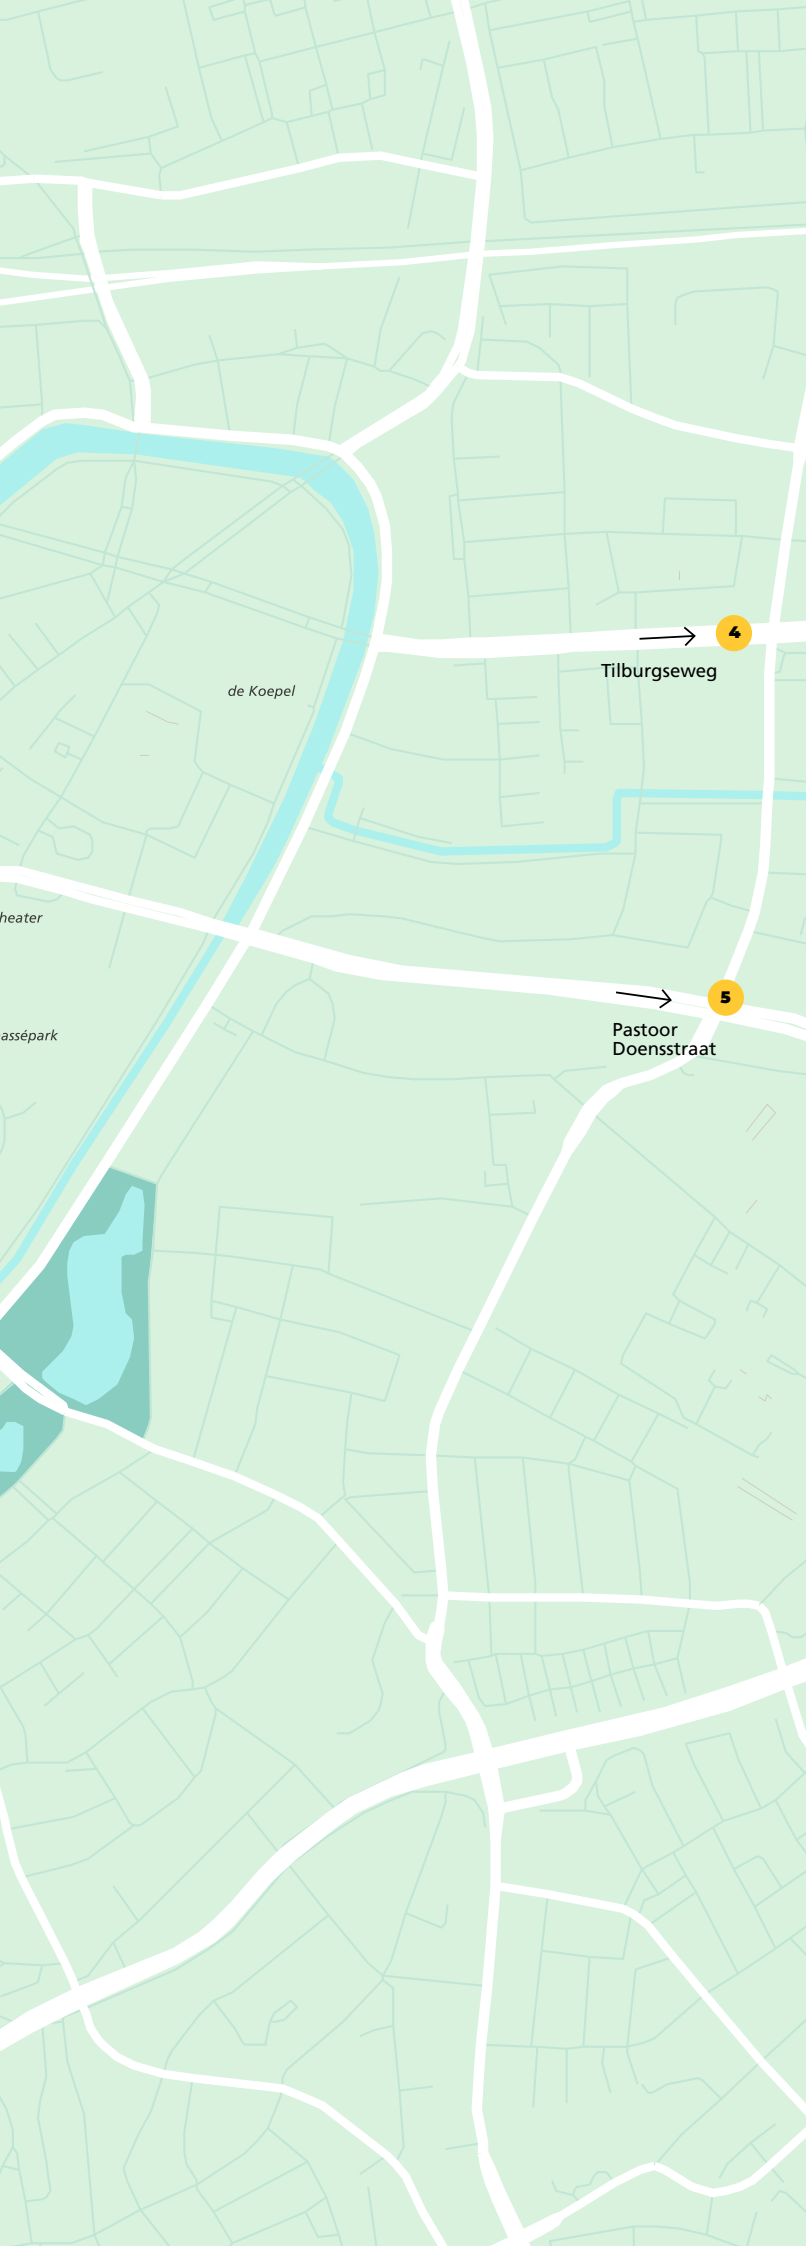 4
Tilburgseweg
de Koepel
heater
5
Pastoor
Doensstraat
assépark